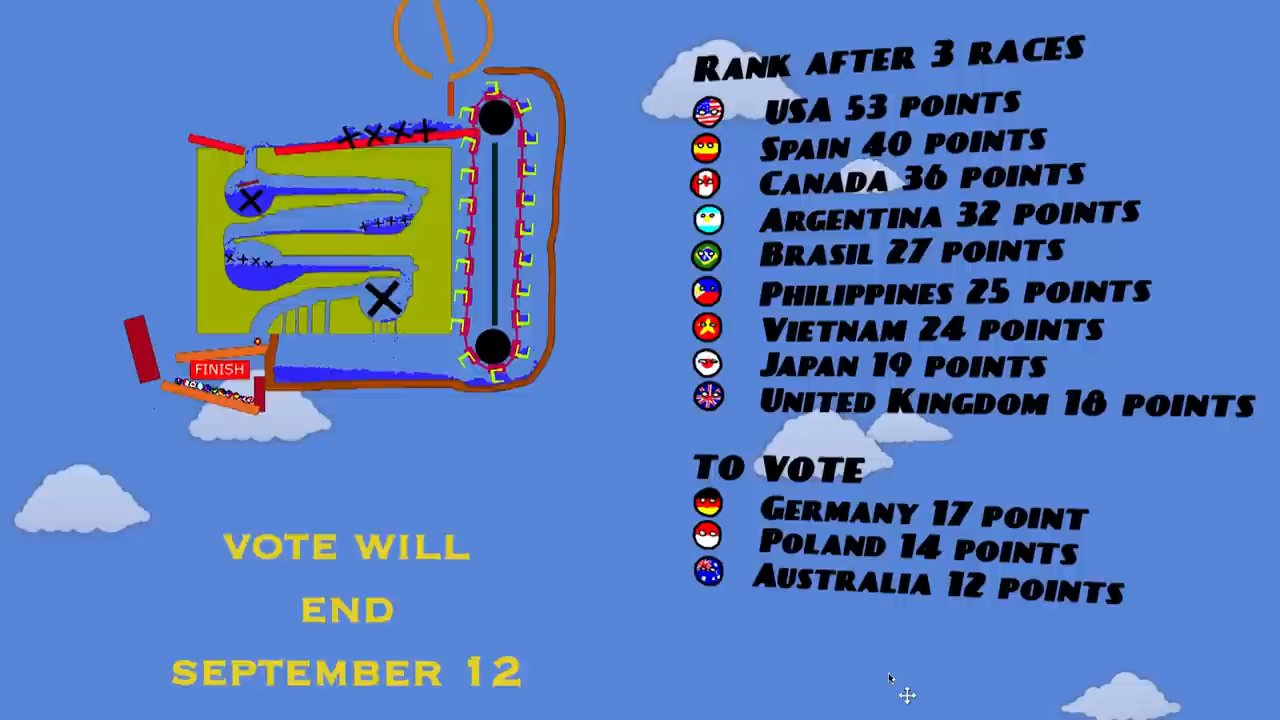 RANK AFTER 3 RACES
USA 53 POINTS
SPAIN 40 POINTS
CANADA 36 POINTS
ARGENTINA 32 POINTS
BRASIL 27 POINTS
PHILIPPINES 25 POINTS
VIETNAM 24 POINTS
JAPAN 19 POINTS
UNITED KINGDOM 18 POINTS
TO VOTE
GERMANY 17 POINT
POLAND 14 POINTS
AUSTRALIA 12 POINTS
FINISH
VOTE WILL
END
SEPTEMBER 12